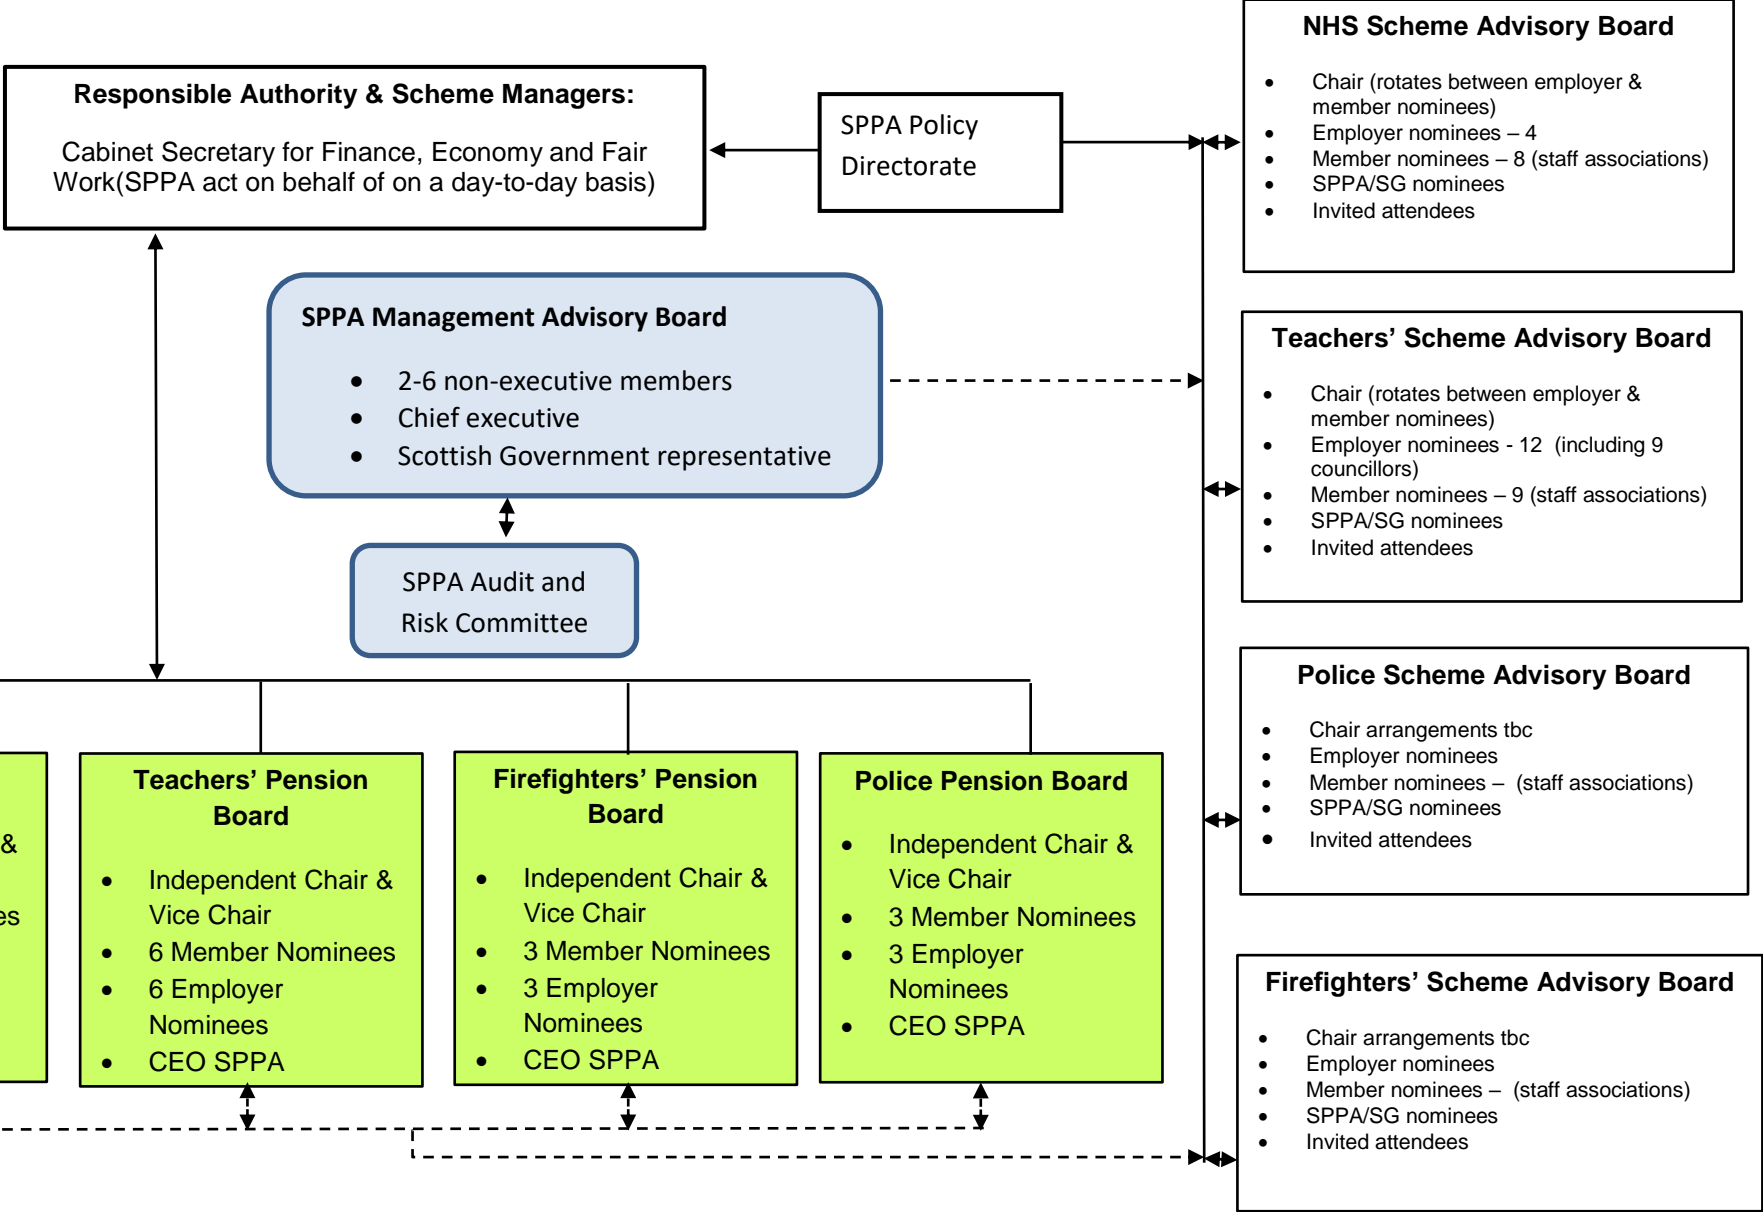 NHS Scheme Advisory Board
• Chair (rotates between employer &
member nominees)
• Employer nominees – 4
• Member nominees – 8 (staff associations)
• SPPA/SG nominees
• Invited attendees
Responsible Authority & Scheme Managers:
Cabinet Secretary for Finance, Economy and Fair
Work(SPPA act on behalf of on a day-to-day basis)
SPPA Policy
Directorate
SPPA Management Advisory Board
• 2-6 non-executive members
• Chief executive
• Scottish Government representative
SPPA Audit and
Risk Committee
Teachers’ Scheme Advisory Board
• Chair (rotates between employer &
member nominees)
• Employer nominees - 12  (including 9
councillors)
• Member nominees – 9 (staff associations)
• SPPA/SG nominees
• Invited attendees
Police Scheme Advisory Board
• Chair arrangements tbc
• Employer nominees
• Member nominees –  (staff associations)
• SPPA/SG nominees
• Invited attendees
&
es
Teachers’ Pension
Board
• Independent Chair &
Vice Chair
• 6 Member Nominees
• 6 Employer
Nominees
• CEO SPPA
Firefighters’ Pension
Board
• Independent Chair &
Vice Chair
• 3 Member Nominees
• 3 Employer
Nominees
• CEO SPPA
Police Pension Board
• Independent Chair &
Vice Chair
• 3 Member Nominees
• 3 Employer
Nominees
• CEO SPPA
Firefighters’ Scheme Advisory Board
• Chair arrangements tbc
• Employer nominees
• Member nominees –  (staff associations)
• SPPA/SG nominees
• Invited attendees